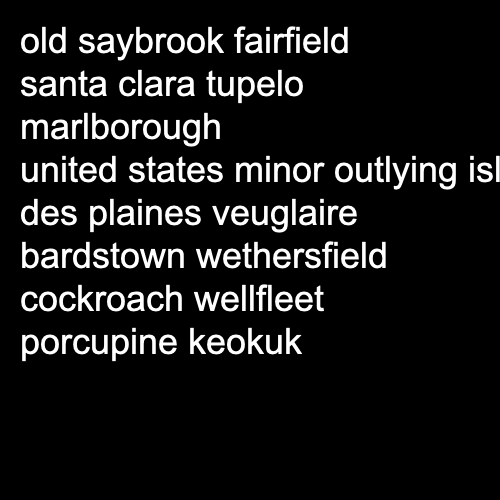 old saybrook fairfield
santa clara tupelo
marlborough
united states minor outlying isl
des plaines veuglaire
bardstown wethersfield
cockroach wellfleet
porcupine keokuk